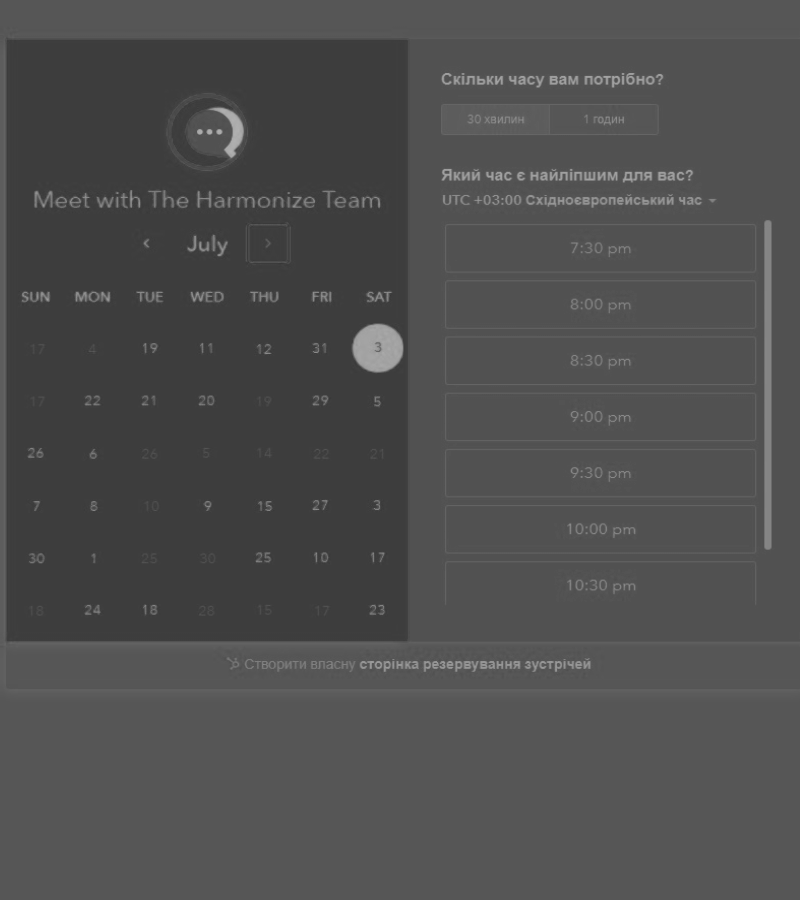 Meet with The Harmonize Team
July
SUN MON TUE WED THU FRI SAT
17 4 19 11 12 31 3
17 22 21 20 19 29 5
26 6 26 5 14 22 21
7 8 10 9 15 27 3
30 1 25 30 25 10 17
18 24 18 28 15 17 23
Скільки часу вам потрібно?
30 хвилин 1 годин
Який час є найліпшим для вас?
UTC +03:00 Східноєвропейський час
7:30 pm
8:00 pm
8:30 pm
9:00 pm
9:30 pm
10:00 pm
10:30 pm
Створити власну сторінка резервування зустрічей